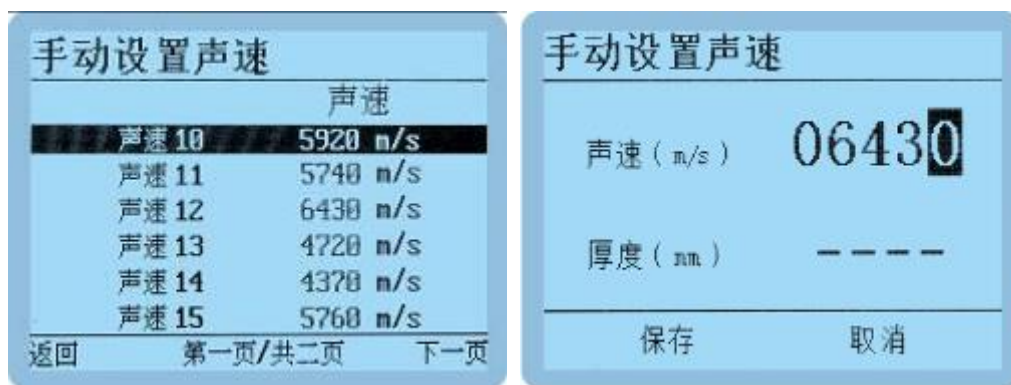 手动设置声速
声速
声速 10 5920 m/s
声速 11 5740 m/s
声速 12 6430 m/s
声速 13 4720 m/s
声速 14 4370 m/s
声速 15 5760 m/s
返回 第一页/共二页 下一页
手动设置声速
声速（m/s） 06430
厚度（mm） ----
保存 取消